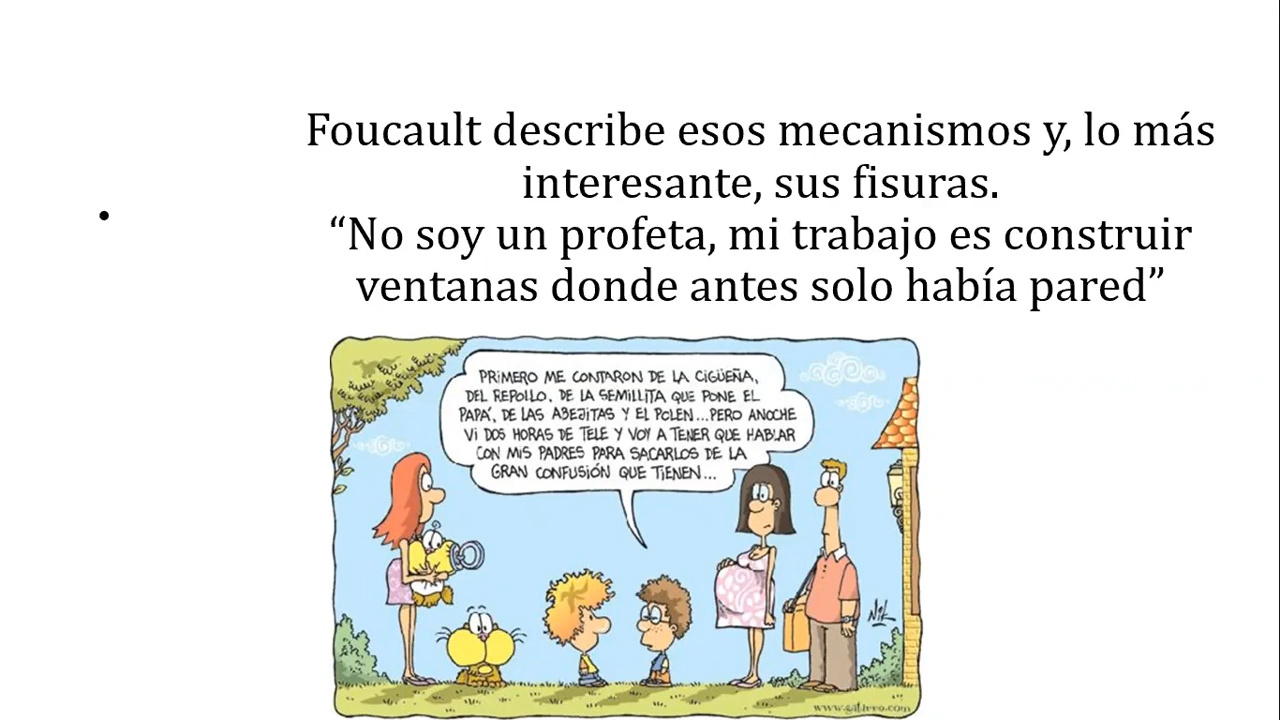 Foucault describe esos mecanismos y, lo más
interesante, sus fisuras.
•
“No soy un profeta, mi trabajo es construir
ventanas donde antes solo había pared”
PRIMERO ME CONTARON DE LA CIGÜEÑA,
DEL REPOLLO, DE LA SEMILLITA QUE PONE EL
PAPÁ, DE LAS ABEJITAS Y EL POLEN...PERO ANOCHE
VI DOS HORAS DE TELE Y VOY A TENER QUE HABLAR
CON MIS PADRES PARA SACARLOS DE LA
GRAN CONFUSIÓN QUE TIENEN...
NIK
www.gaturro.com